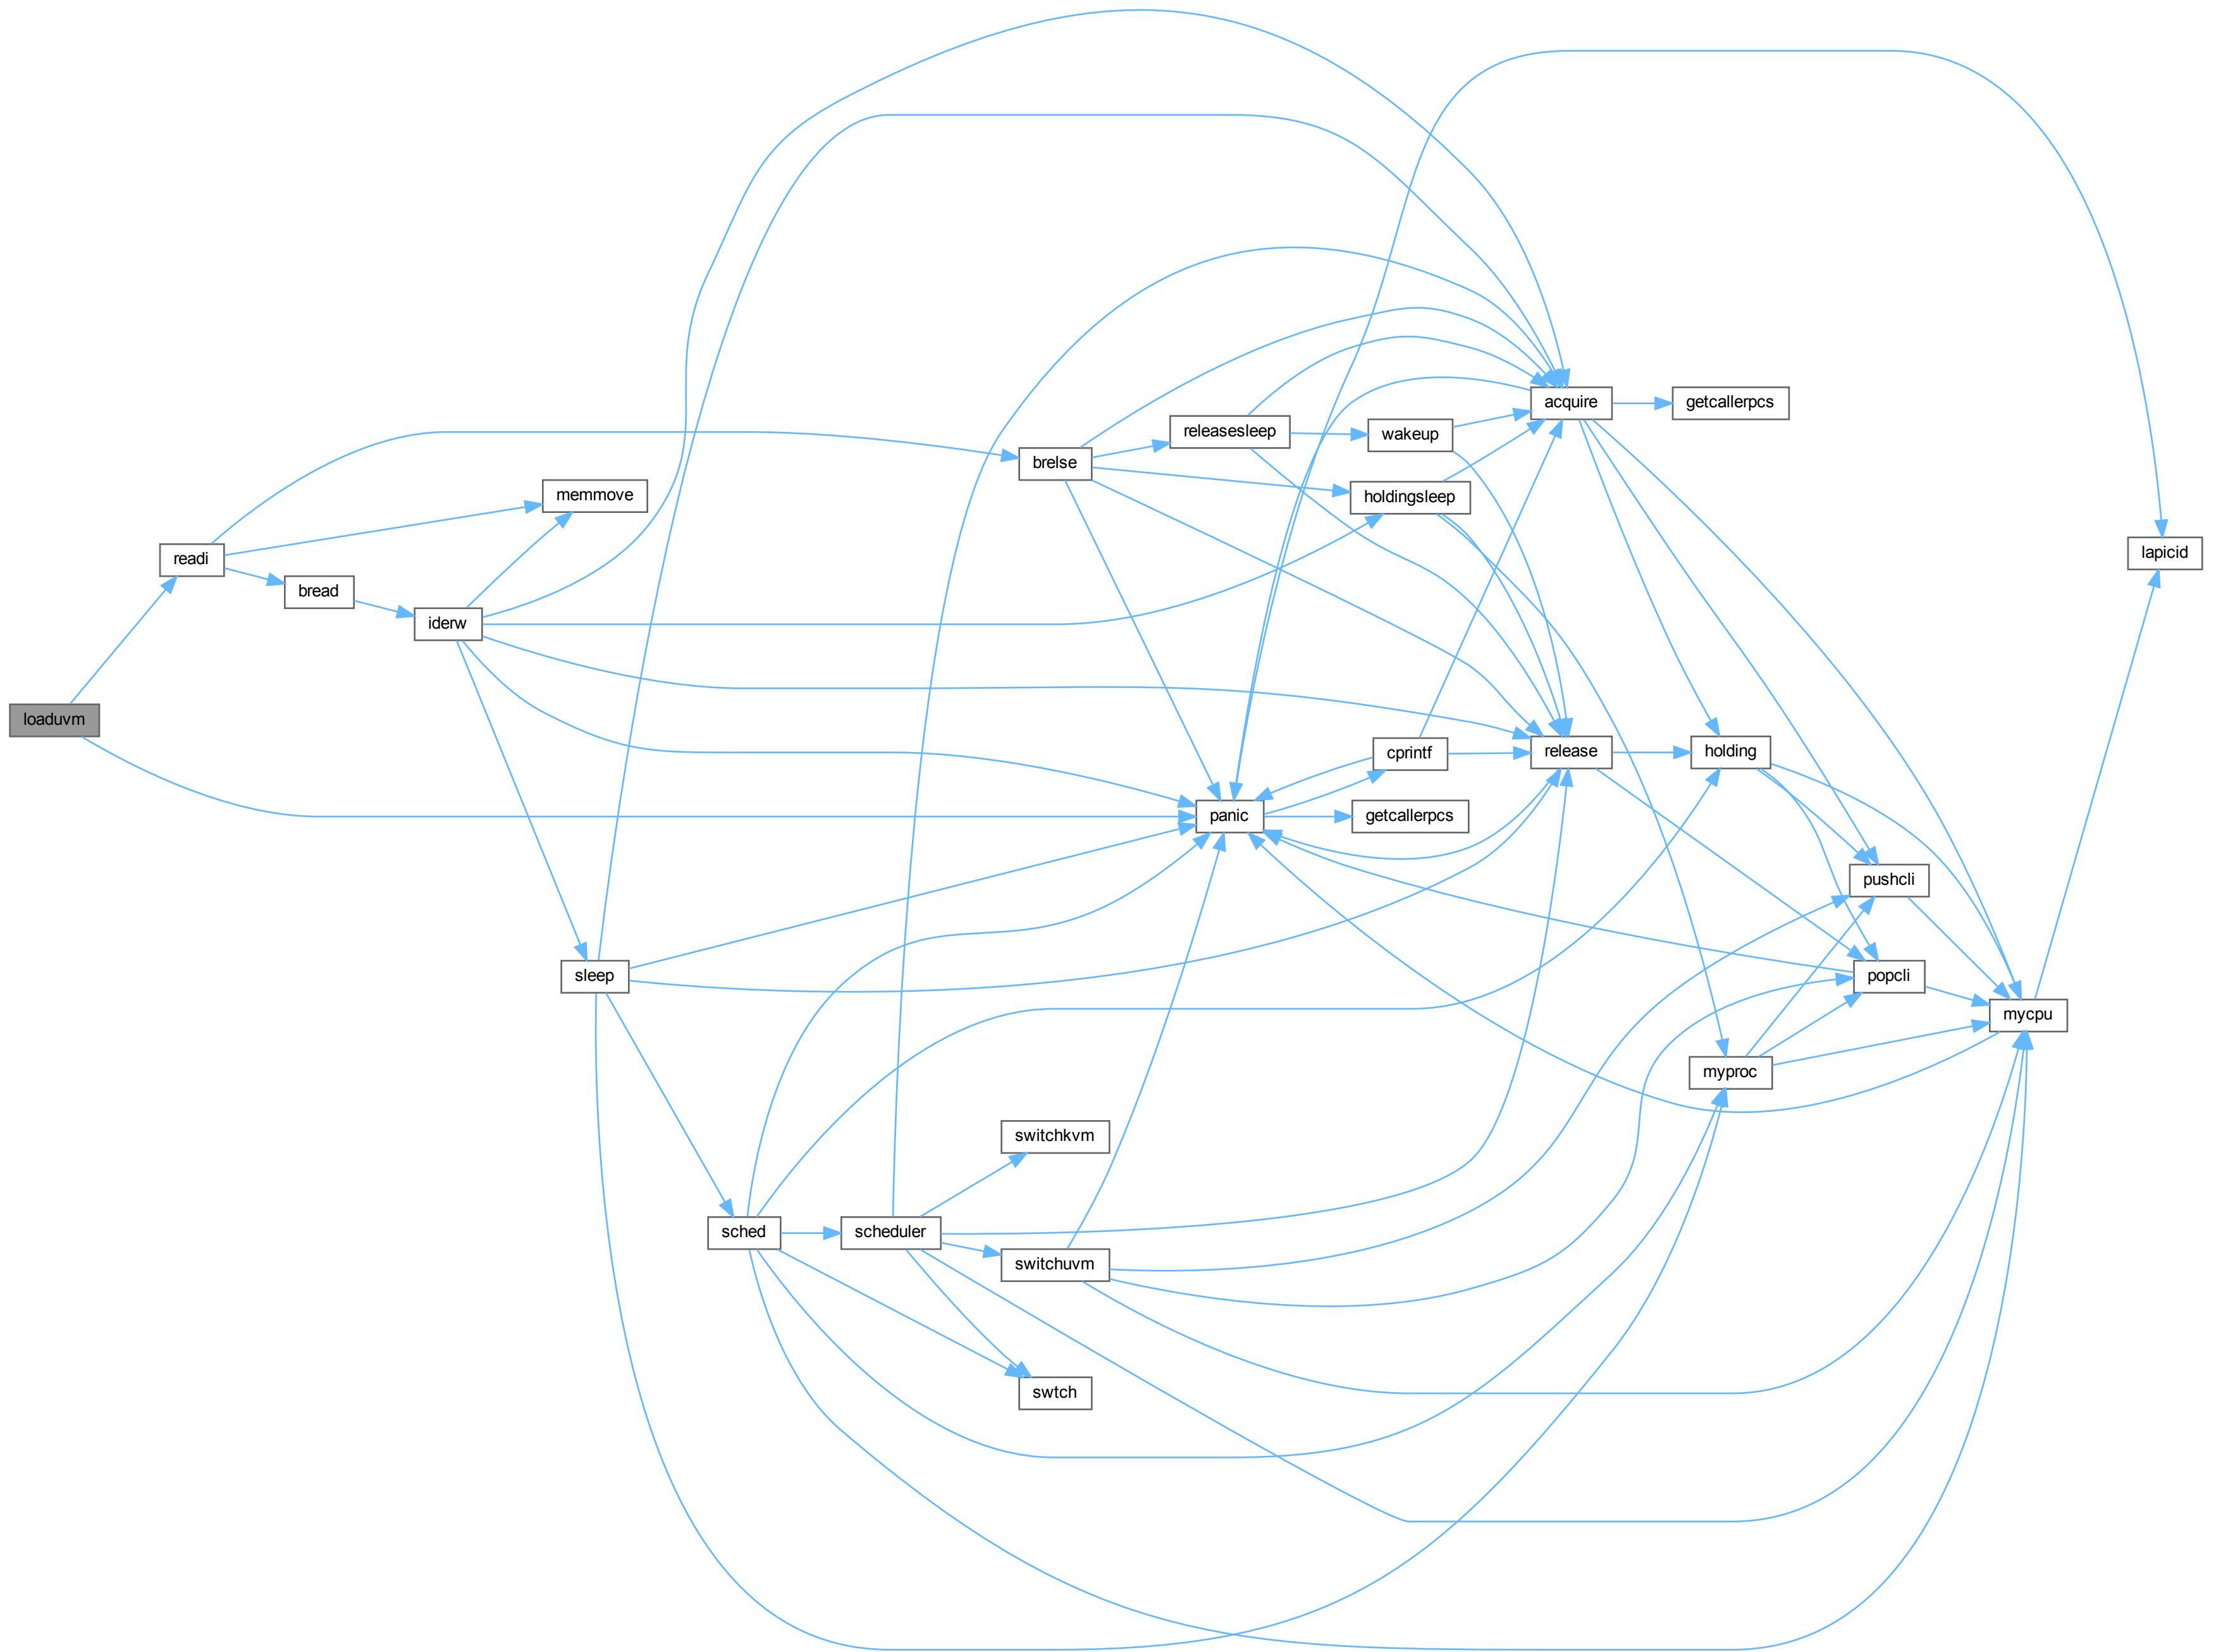 loaduvm
readi
bread
iderw
memmove
sleep
sched
scheduler
switchkvm
switchuvm
swtch
brelse
releasesleep
wakeup
holdingsleep
cprintf
panic
getcallerpcs
acquire
getcallerpcs
release
holding
pushcli
popcli
myproc
mycpu
lapicid